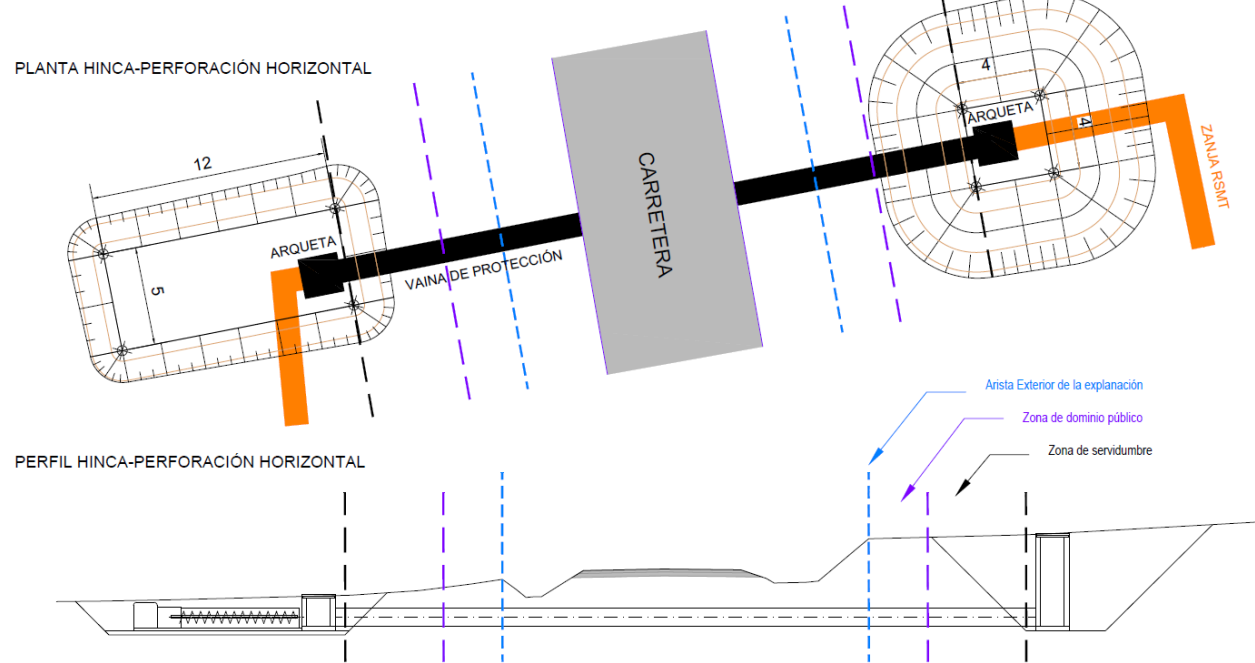 PLANTA HINCA-PERFORACIÓN HORIZONTAL
4
ARQUETA
4
ZANJA RSMT
12
CARRETERA
ARQUETA
VAINA DE PROTECCIÓN
5
Arista Exterior de la explanación
Zona de dominio público
Zona de servidumbre
PERFIL HINCA-PERFORACIÓN HORIZONTAL